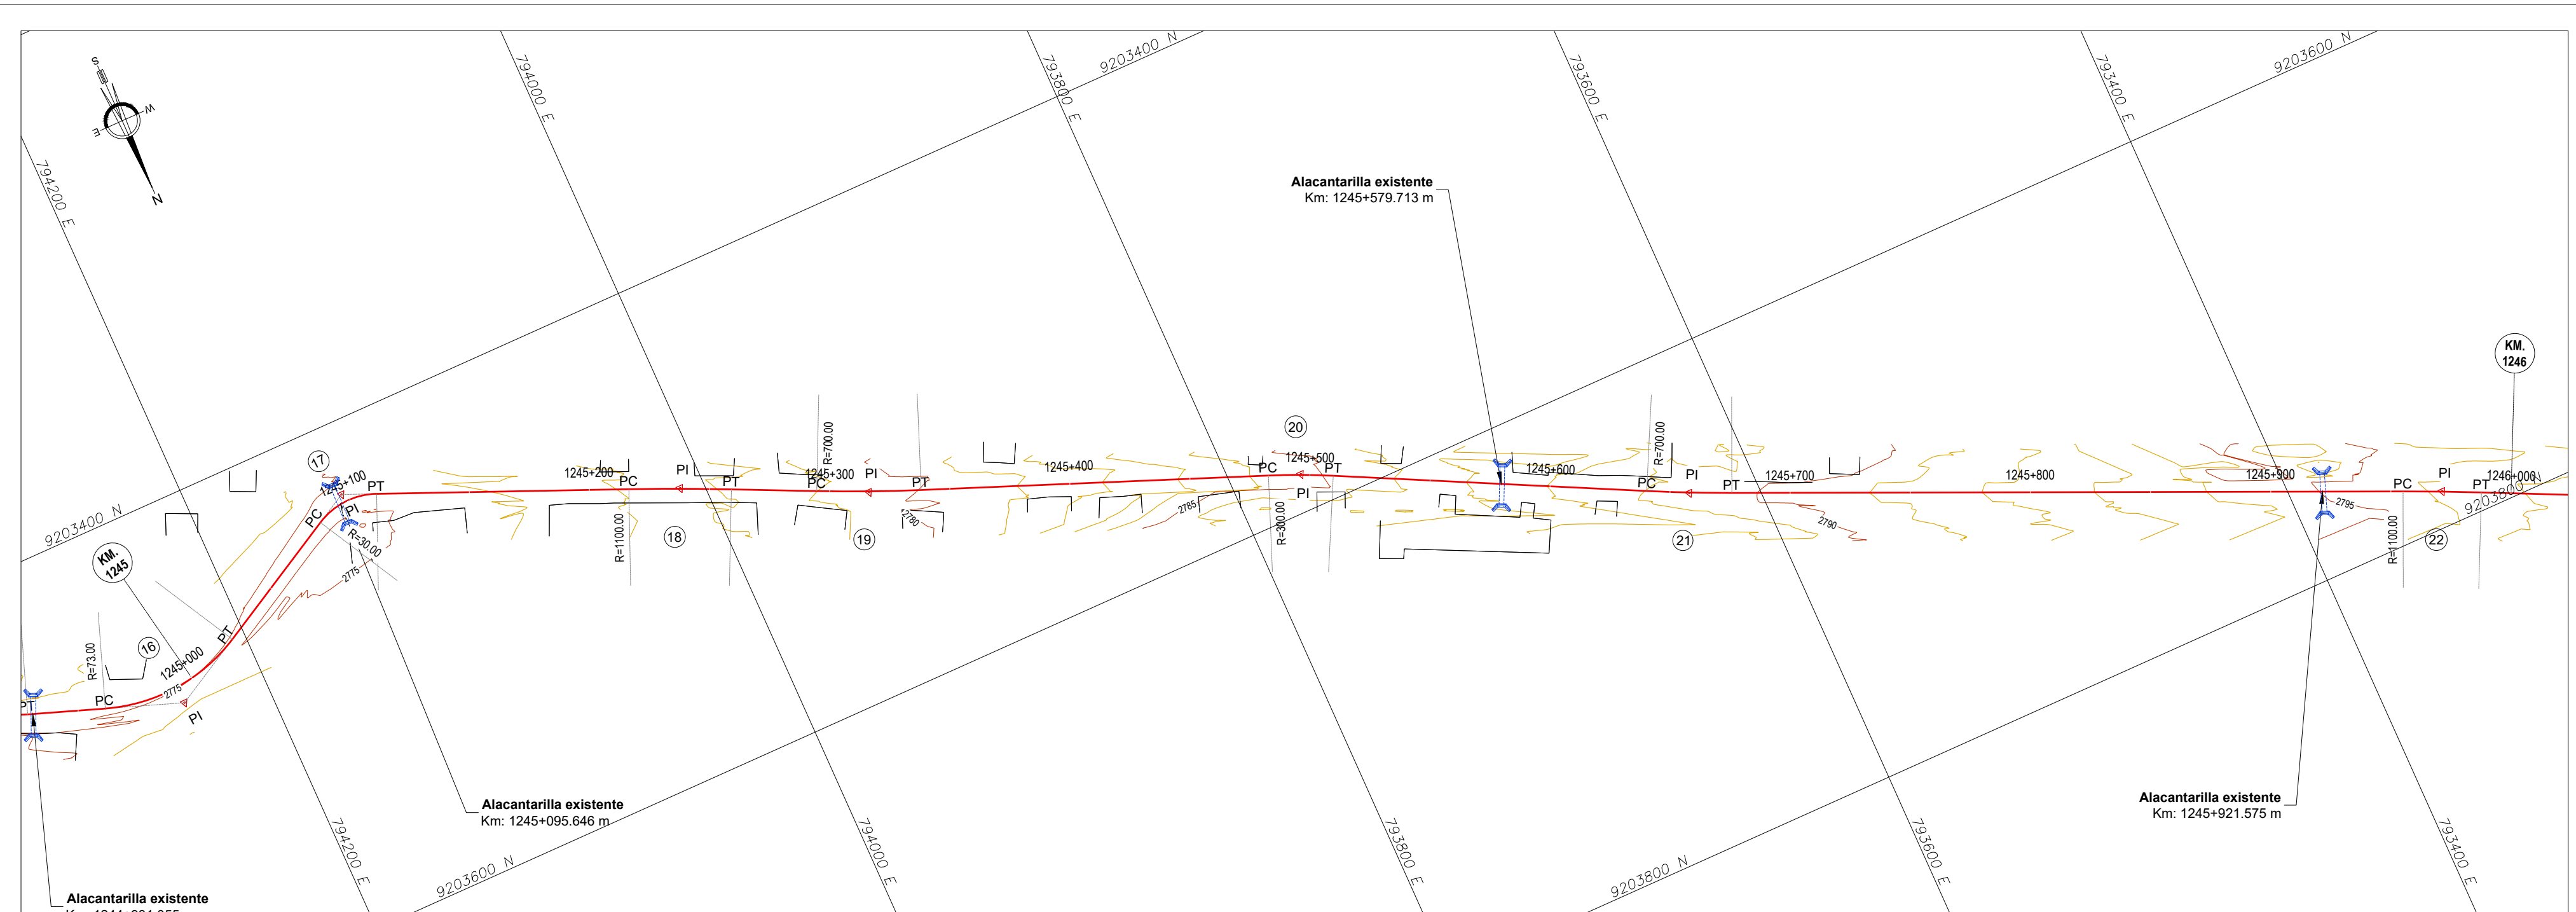 S
W
E
N
794200 E
794000 E
793800 E
9203400 N
793600 E
793400 E
9203600 N
Alacantarilla existente
Km: 1245+579.713 m
KM.
1246
17
1245+100
PT
PC
PI
R=30.00
2775
9203400 N
KM.
1245
16
R=73.00
PC
1245+000
2775
PT
PI
PT
1245+200
PC
R=1100.00
PI
18
PT
R=700.00
1245+300
PC
PI
19
PT
2780
1245+400
2785
20
1245+500
PC
PT
PI
R=300.00
1245+600
R=700.00
PC
PI
21
PT
1245+700
2790
1245+800
1245+900
2795
PC
R=1100.00
PI
22
PT
1246+000
9203800 N
Alacantarilla existente
Km: 1245+095.646 m
Alacantarilla existente
Km: 1245+921.575 m
794200 E
9203600 N
794000 E
793800 E
9203800 N
793600 E
793400 E
Alacantarilla existente